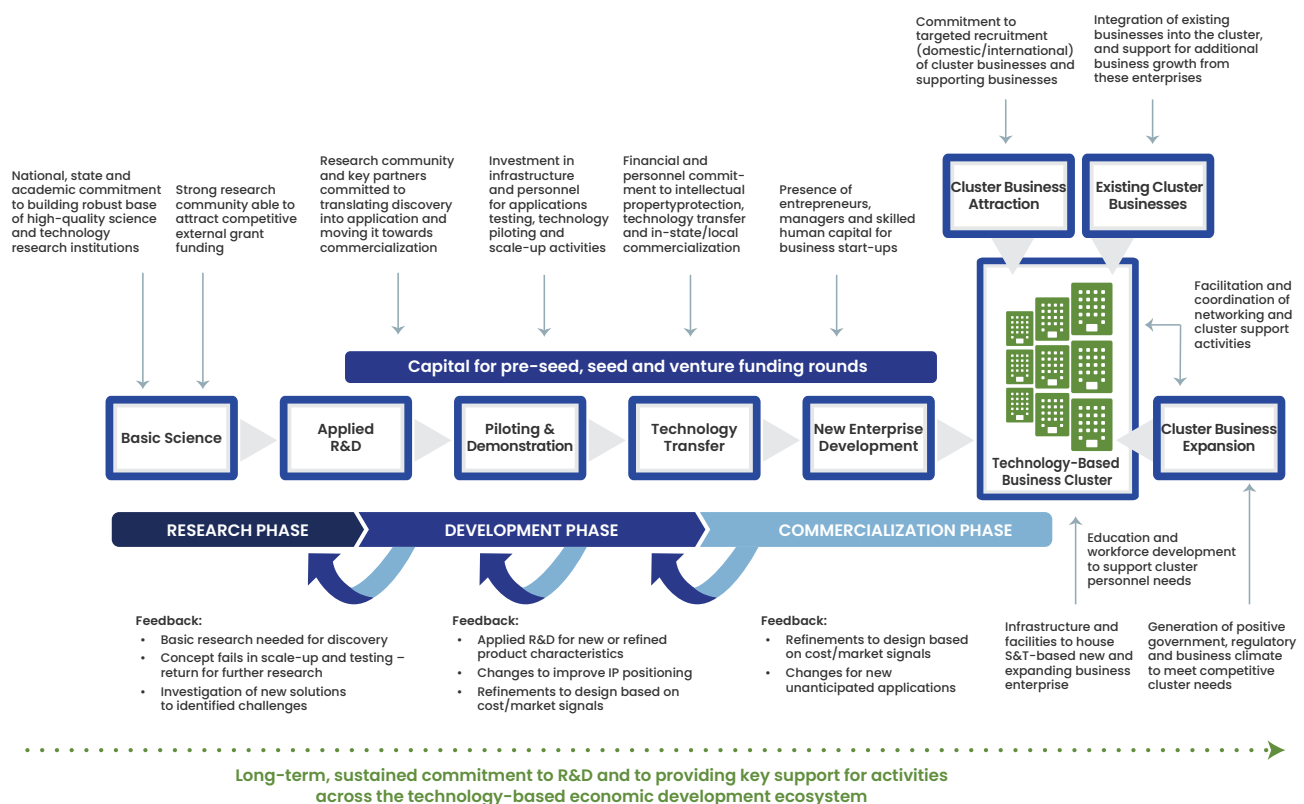 Commitment to
targeted recruitment
(domestic/international)
of cluster businesses and
supporting businesses
Integration of existing
businesses into the cluster,
and support for additional
business growth from
these enterprises
National, state and
academic commitment
to building robust base
of high-quality science
and technology
research institutions
Strong research
community able to
attract competitive
external grant
funding
Research community
and key partners
committed to
translating discovery
into application and
moving it towards
commercialization
Investment in
infrastructure
and personnel
for applications
testing, technology
piloting and
scale-up activities
Financial and
personnel commit-
ment to intellectual
propertyprotection,
technology transfer
and in-state/local
commercialization
Presence of
entrepreneurs,
managers and skilled
human capital for
business start-ups
Cluster Business
Attraction
Existing Cluster
Businesses
Facilitation and
coordination of
networking and
cluster support
activities
Capital for pre-seed, seed and venture funding rounds
Basic Science
Applied
R&D
Piloting &
Demonstration
Technology
Transfer
New Enterprise
Development
Technology-Based
Business Cluster
Cluster Business
Expansion
RESEARCH PHASE
DEVELOPMENT PHASE
COMMERCIALIZATION PHASE
Education and
workforce development
to support cluster
personnel needs
Feedback:
• Basic research needed for discovery
• Concept fails in scale-up and testing –
return for further research
• Investigation of new solutions
to identified challenges
Feedback:
• Applied R&D for new or refined
product characteristics
• Changes to improve IP positioning
• Refinements to design based on
cost/market signals
Feedback:
• Refinements to design based
on cost/market signals
• Changes for new
unanticipated applications
Infrastructure and
facilities to house
S&T-based new and
expanding business
enterprise
Generation of positive
government, regulatory
and business climate
to meet competitive
cluster needs
Long-term, sustained commitment to R&D and to providing key support for activities
across the technology-based economic development ecosystem